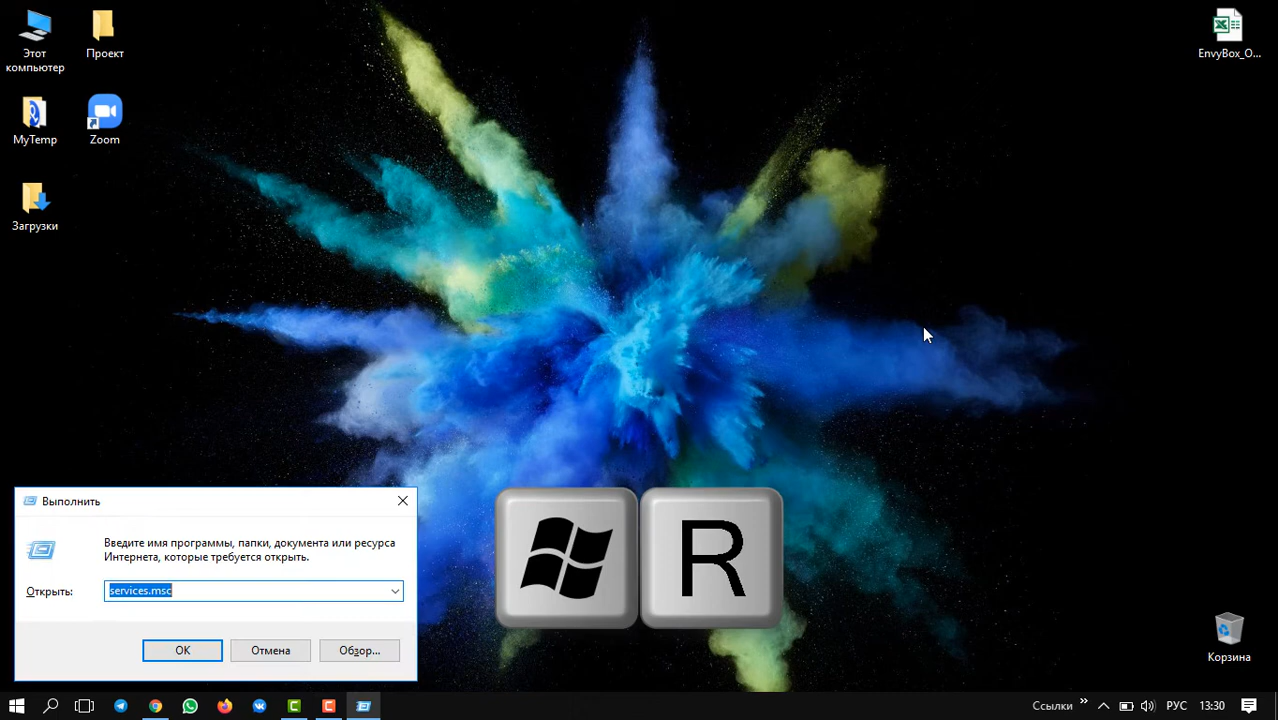 Этот
компьютер
Проект
EnvyBox_O...
MyTemp
Zoom
Загрузки
Выполнить
Введите имя программы, папки, документа или ресурса
Интернета, которые требуется открыть.
Открыть:
services.msc
ОК
Отмена
Обзор...
R
Корзина
Ссылки
РУС
13:30